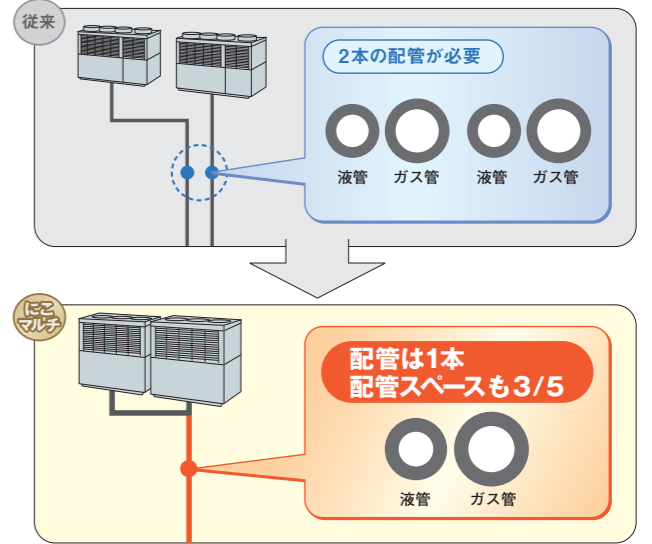 従来
2本の配管が必要
液管 ガス管 液管 ガス管
にこ
マルチ
配管は1本
配管スペースも3/5
液管 ガス管